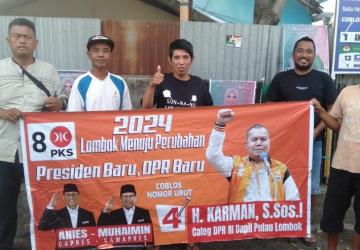 8
PKS
2024
Lombok Menuju Perubahan
Presiden Baru, DPR Baru
COBLOS
NOMOR URUT
4
ANIES - MUHAIMIN
CAPRES - CAWAPRES
H. KARMAN, S.Sos.I
Caleg DPR RI Dapil Pulau Lombok